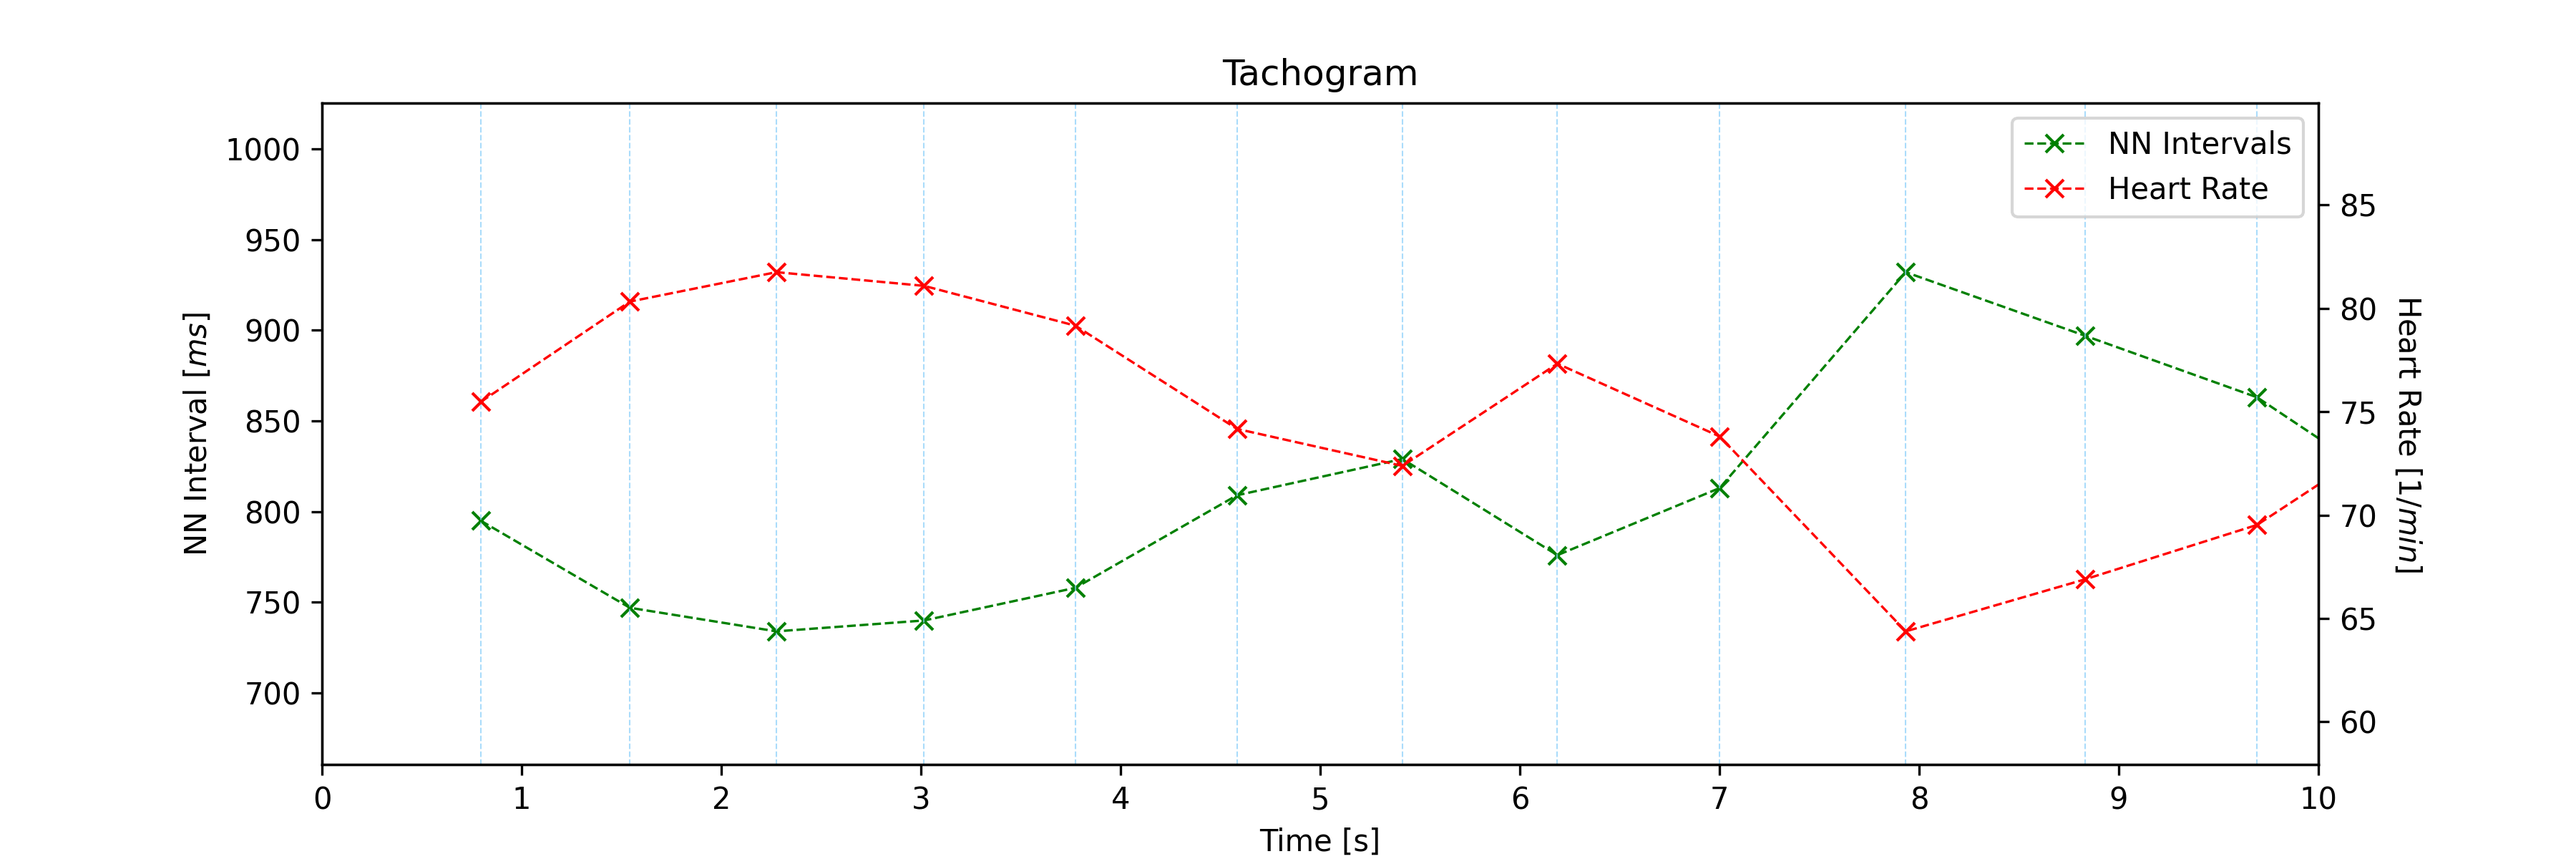 Tachogram
NN Interval [ms]
1000
950
900
850
800
750
700
NN Intervals
Heart Rate
85
80
75
70
65
60
Heart Rate [1/min]
0 1 2 3 4 5 6 7 8 9 10
Time [s]